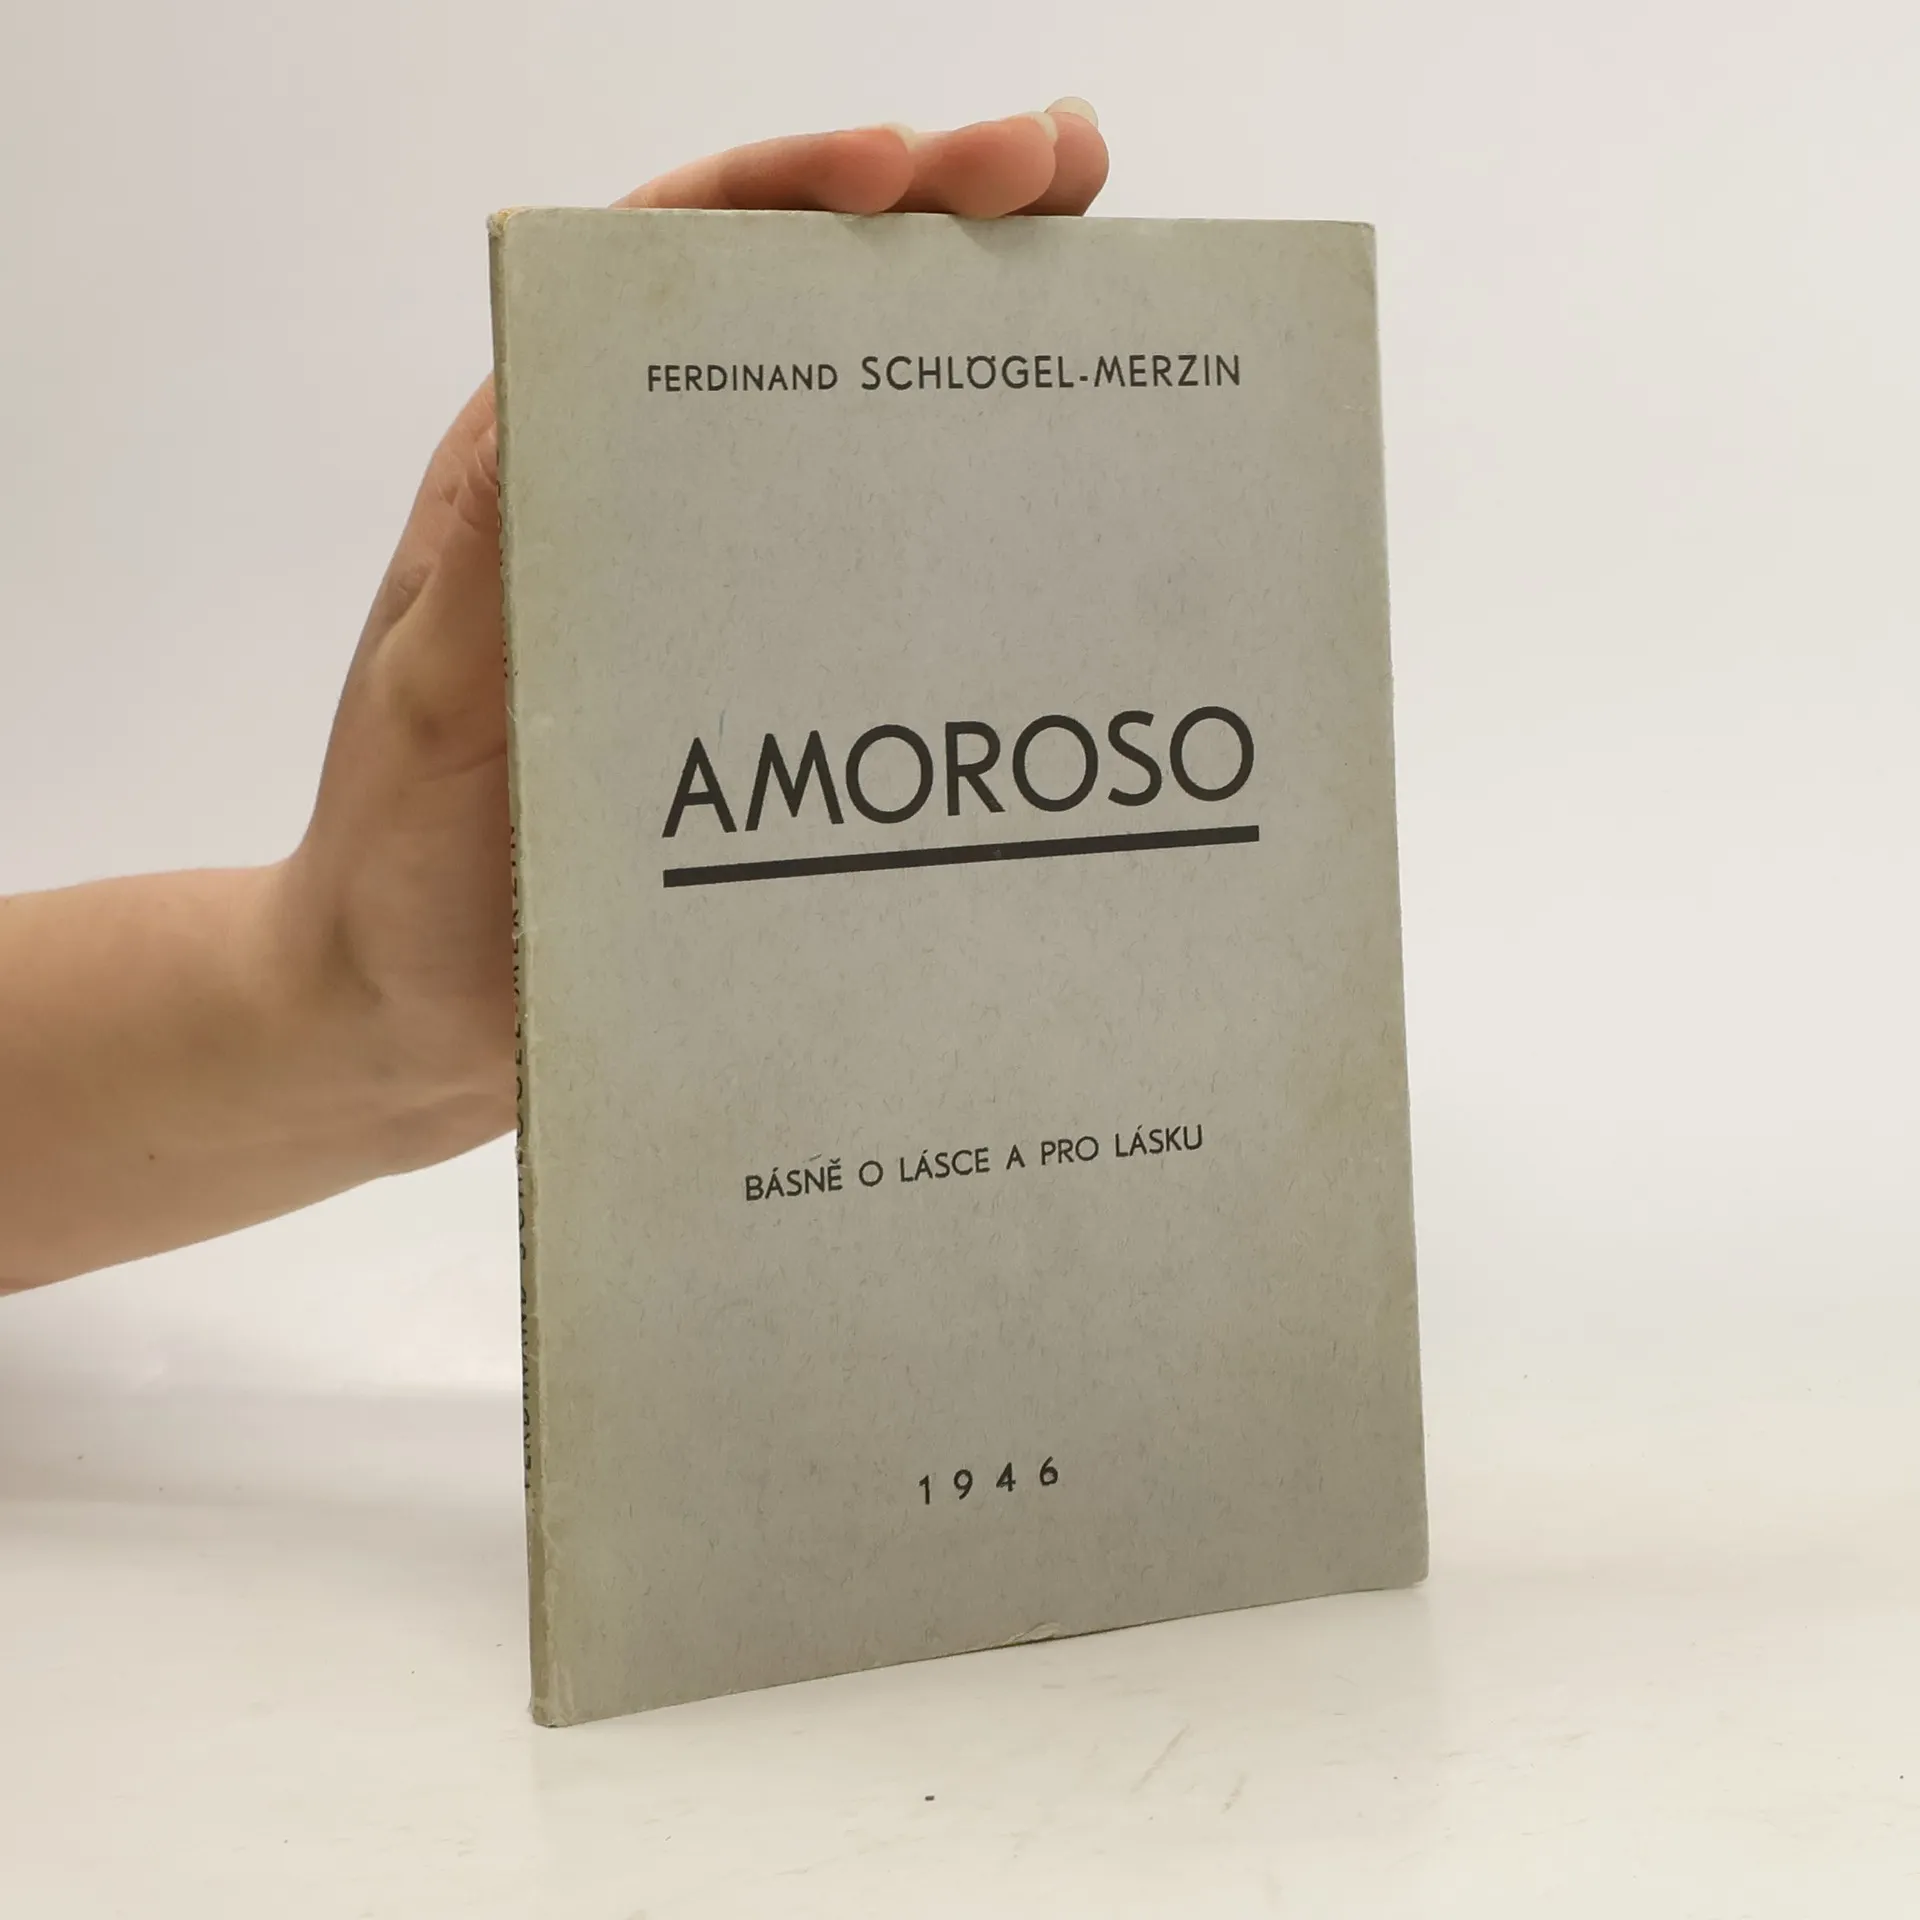 FERDINAND SCHLÖGEL-MERZIN
AMOROSO
BÁSNĚ O LÁSCE A PRO LÁSKU
1946